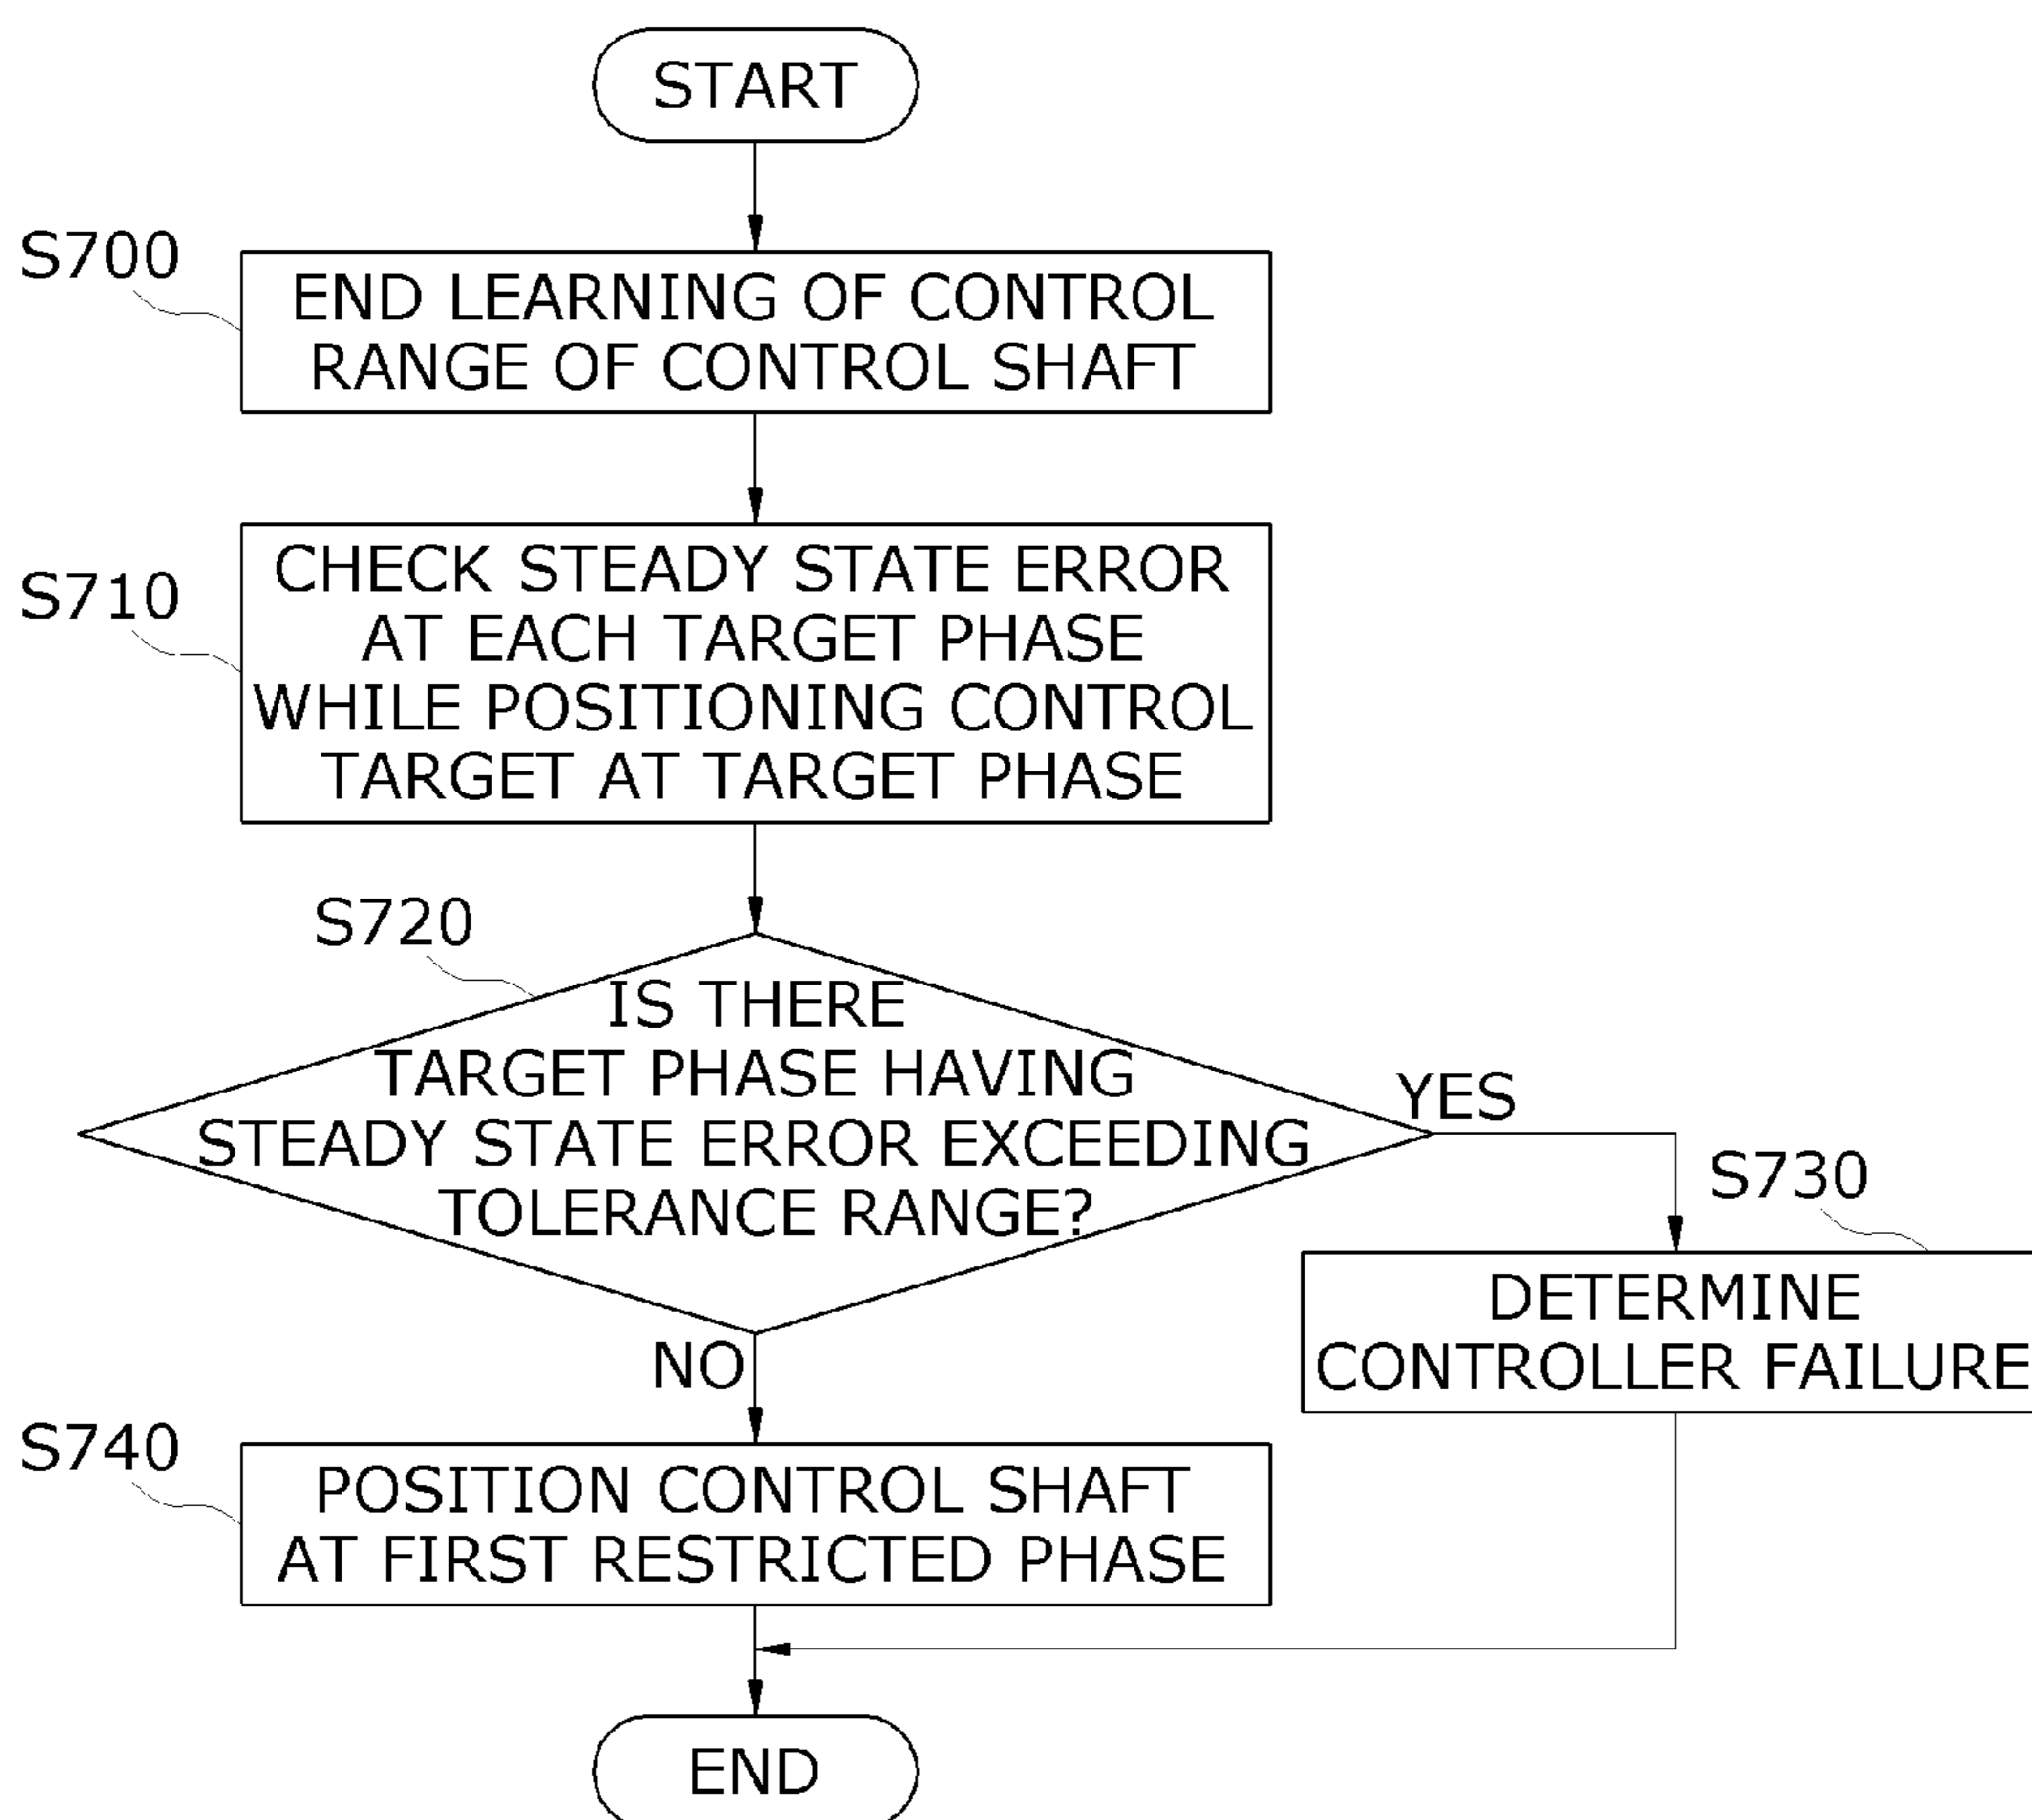 START
S700
END LEARNING OF CONTROL
RANGE OF CONTROL SHAFT
S710
CHECK STEADY STATE ERROR
AT EACH TARGET PHASE
WHILE POSITIONING CONTROL
TARGET AT TARGET PHASE
S720
IS THERE
TARGET PHASE HAVING
STEADY STATE ERROR EXCEEDING
TOLERANCE RANGE?
YES
S730
DETERMINE
CONTROLLER FAILURE
NO
S740
POSITION CONTROL SHAFT
AT FIRST RESTRICTED PHASE
END